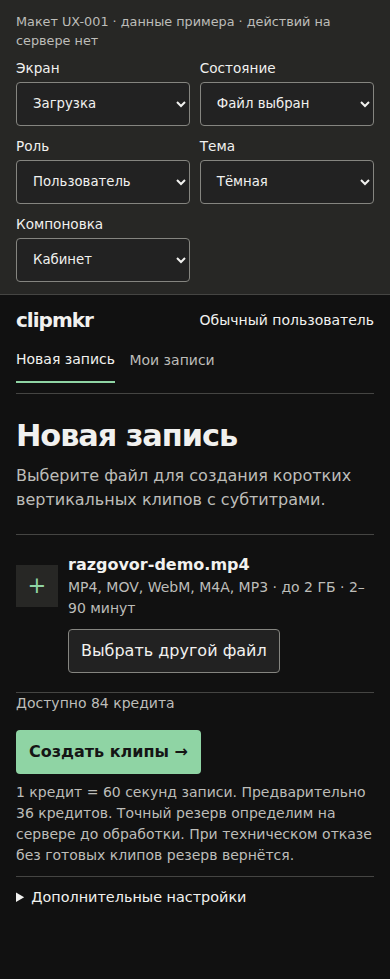 Макет UX-001 · данные примера · действий на
сервере нет
Экран
Состояние
Загрузка
Файл выбран
Роль
Тема
Пользователь
Тёмная
Компоновка
Кабинет
clipmkr
Обычный пользователь
Новая запись
Мои записи
Новая запись
Выберите файл для создания коротких
вертикальных клипов с субтитрами.
+
razgovor-demo.mp4
MP4, MOV, WebM, M4A, MP3 · до 2 ГБ · 2–
90 минут
Выбрать другой файл
Доступно 84 кредита
Создать клипы →
1 кредит = 60 секунд записи. Предварительно
36 кредитов. Точный резерв определим на
сервере до обработки. При техническом отказе
без готовых клипов резерв вернётся.
▶ Дополнительные настройки